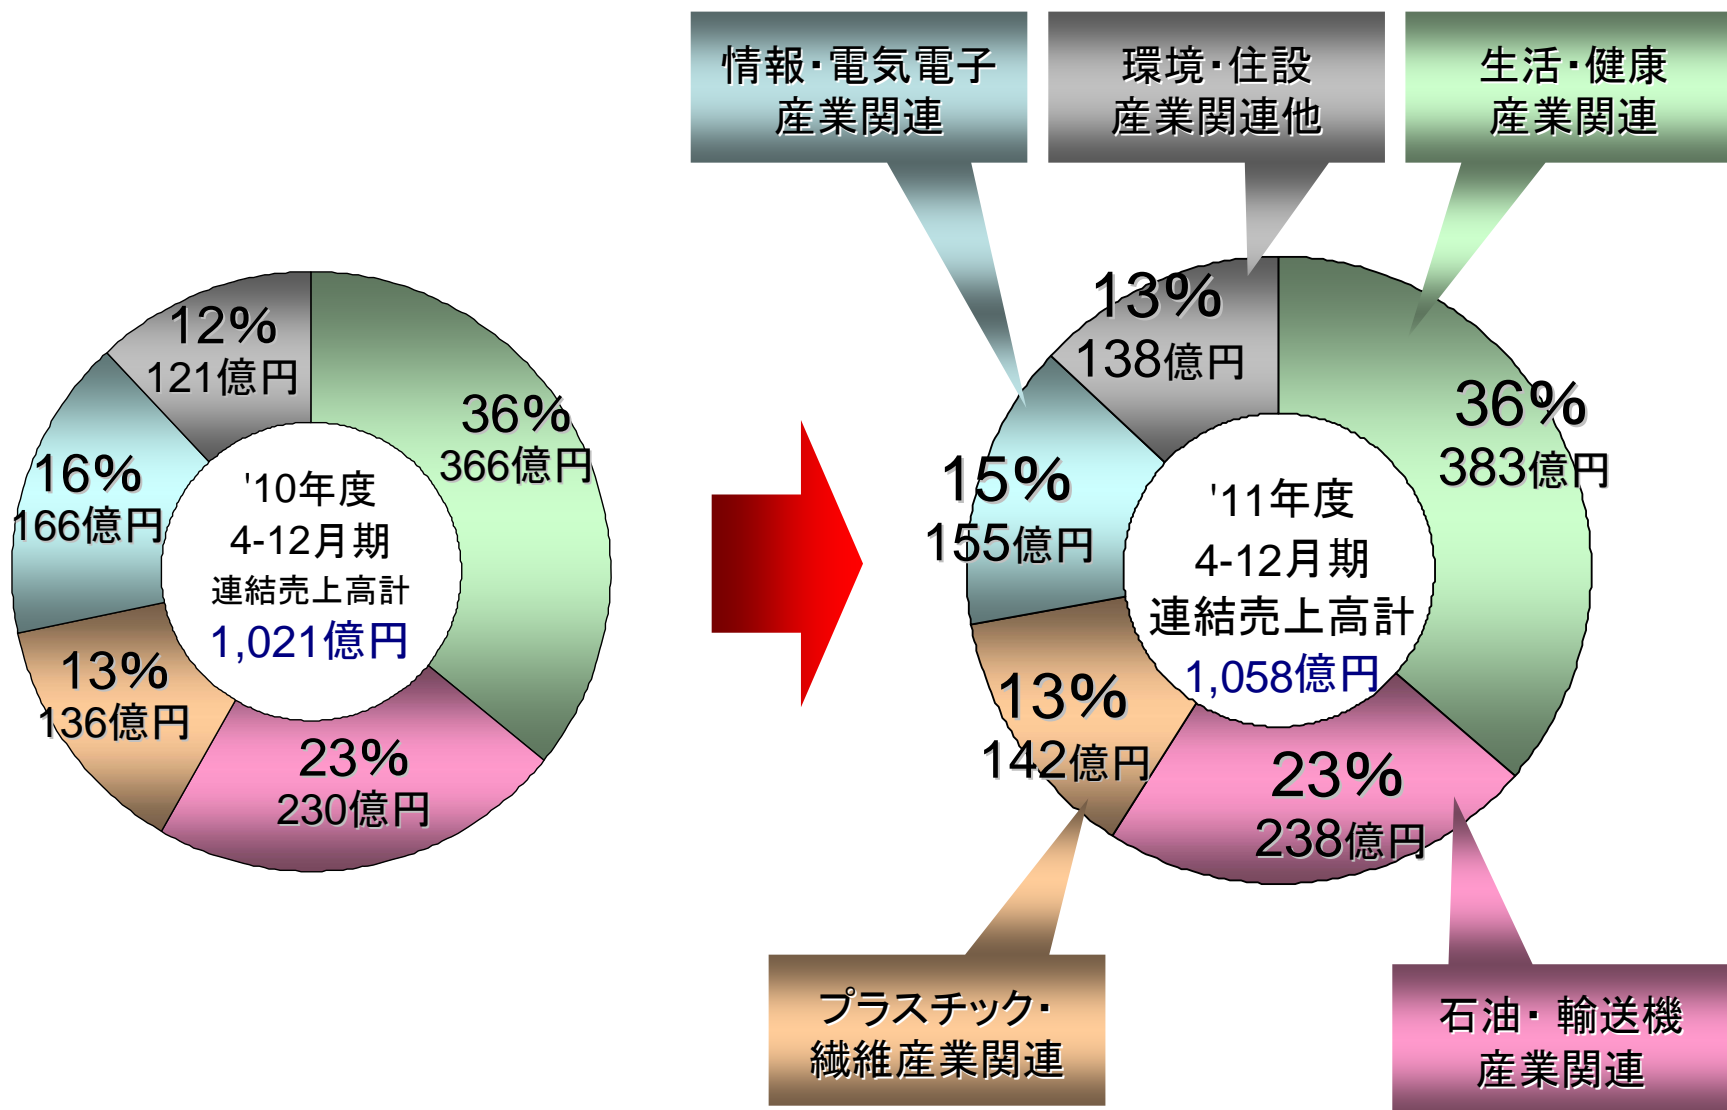 情報・電気電子
産業関連
環境・住設
産業関連他
生活・健康
産業関連
12%
121億円
36%
366億円
16%
166億円
13%
136億円
23%
230億円
'10年度
4-12月期
連結売上高計
1,021億円
13%
138億円
36%
383億円
15%
155億円
13%
142億円
23%
238億円
'11年度
4-12月期
連結売上高計
1,058億円
プラスチック・
繊維産業関連
石油・輸送機
産業関連